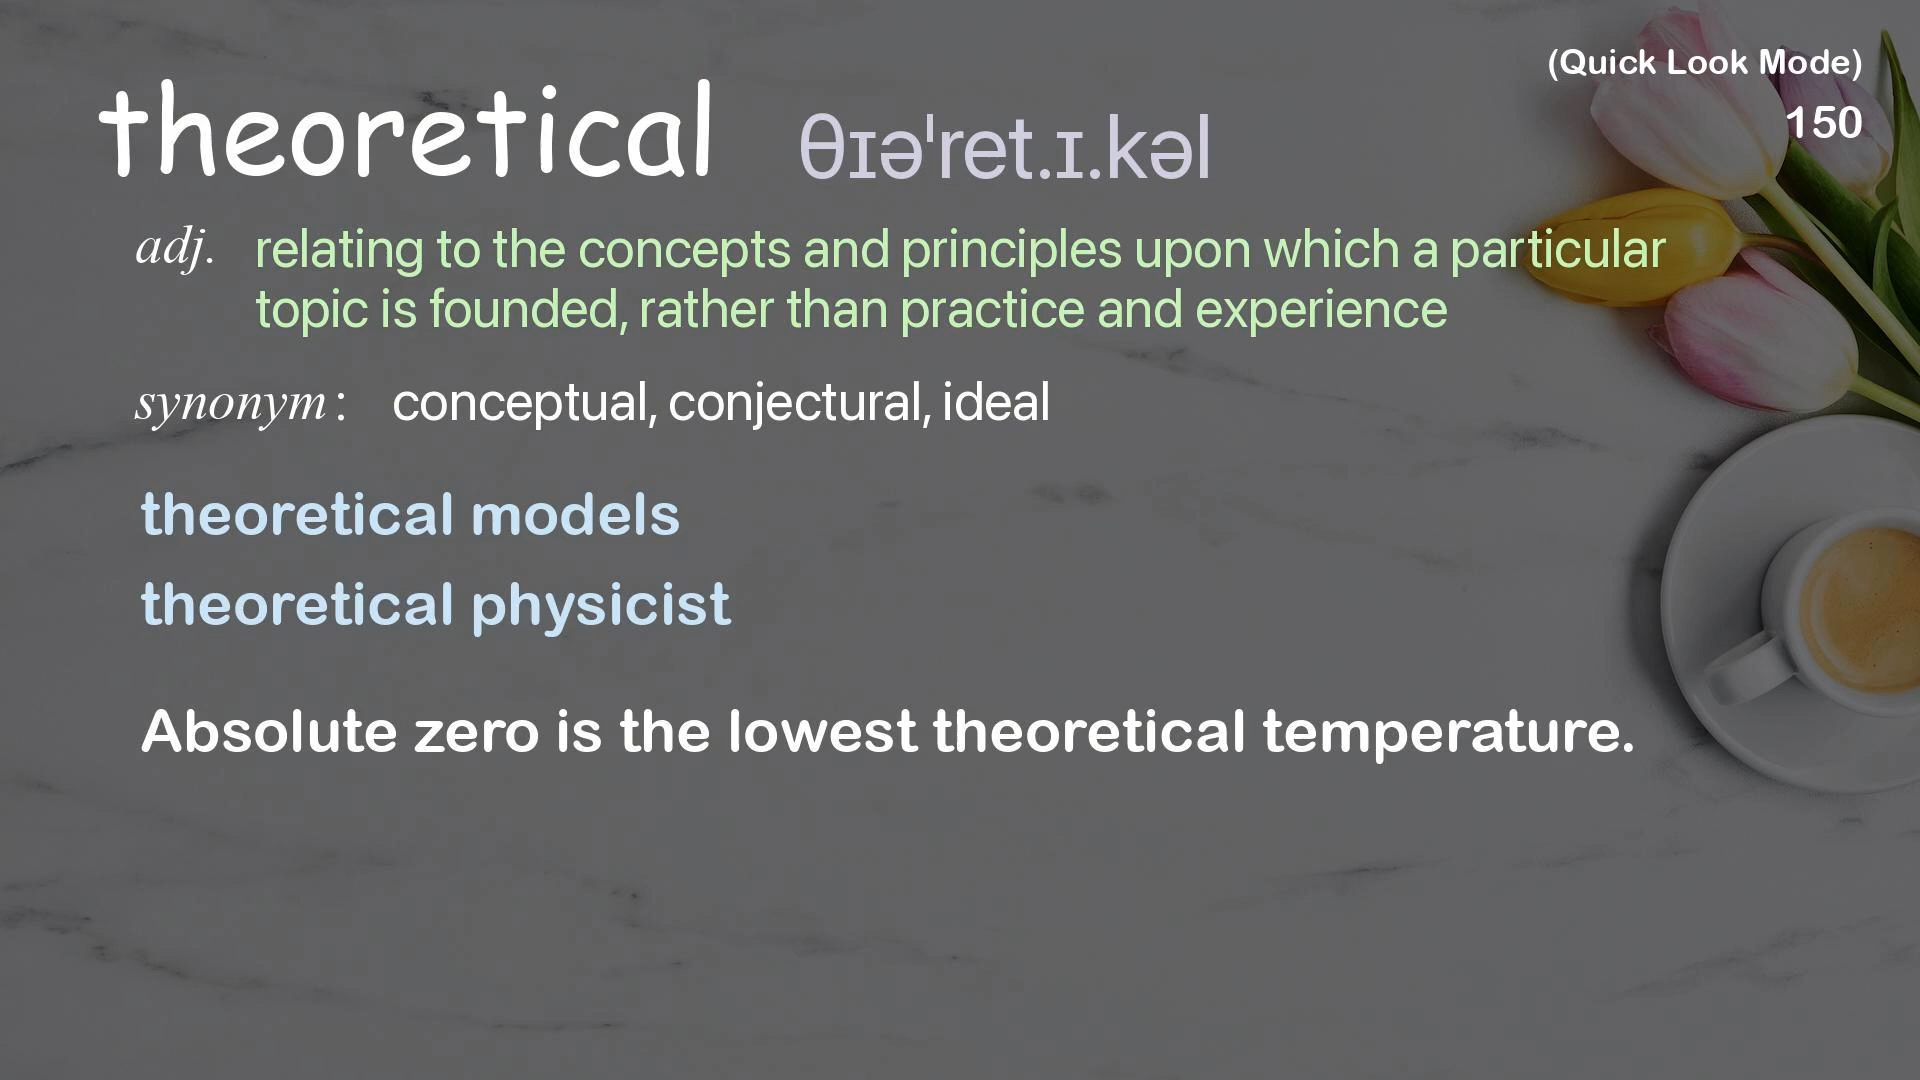 (Quick Look Mode)
150
theoretical θɪəˈret.ɪ.kəl
adj. relating to the concepts and principles upon which a particular
topic is founded, rather than practice and experience
synonym: conceptual, conjectural, ideal
theoretical models
theoretical physicist
Absolute zero is the lowest theoretical temperature.